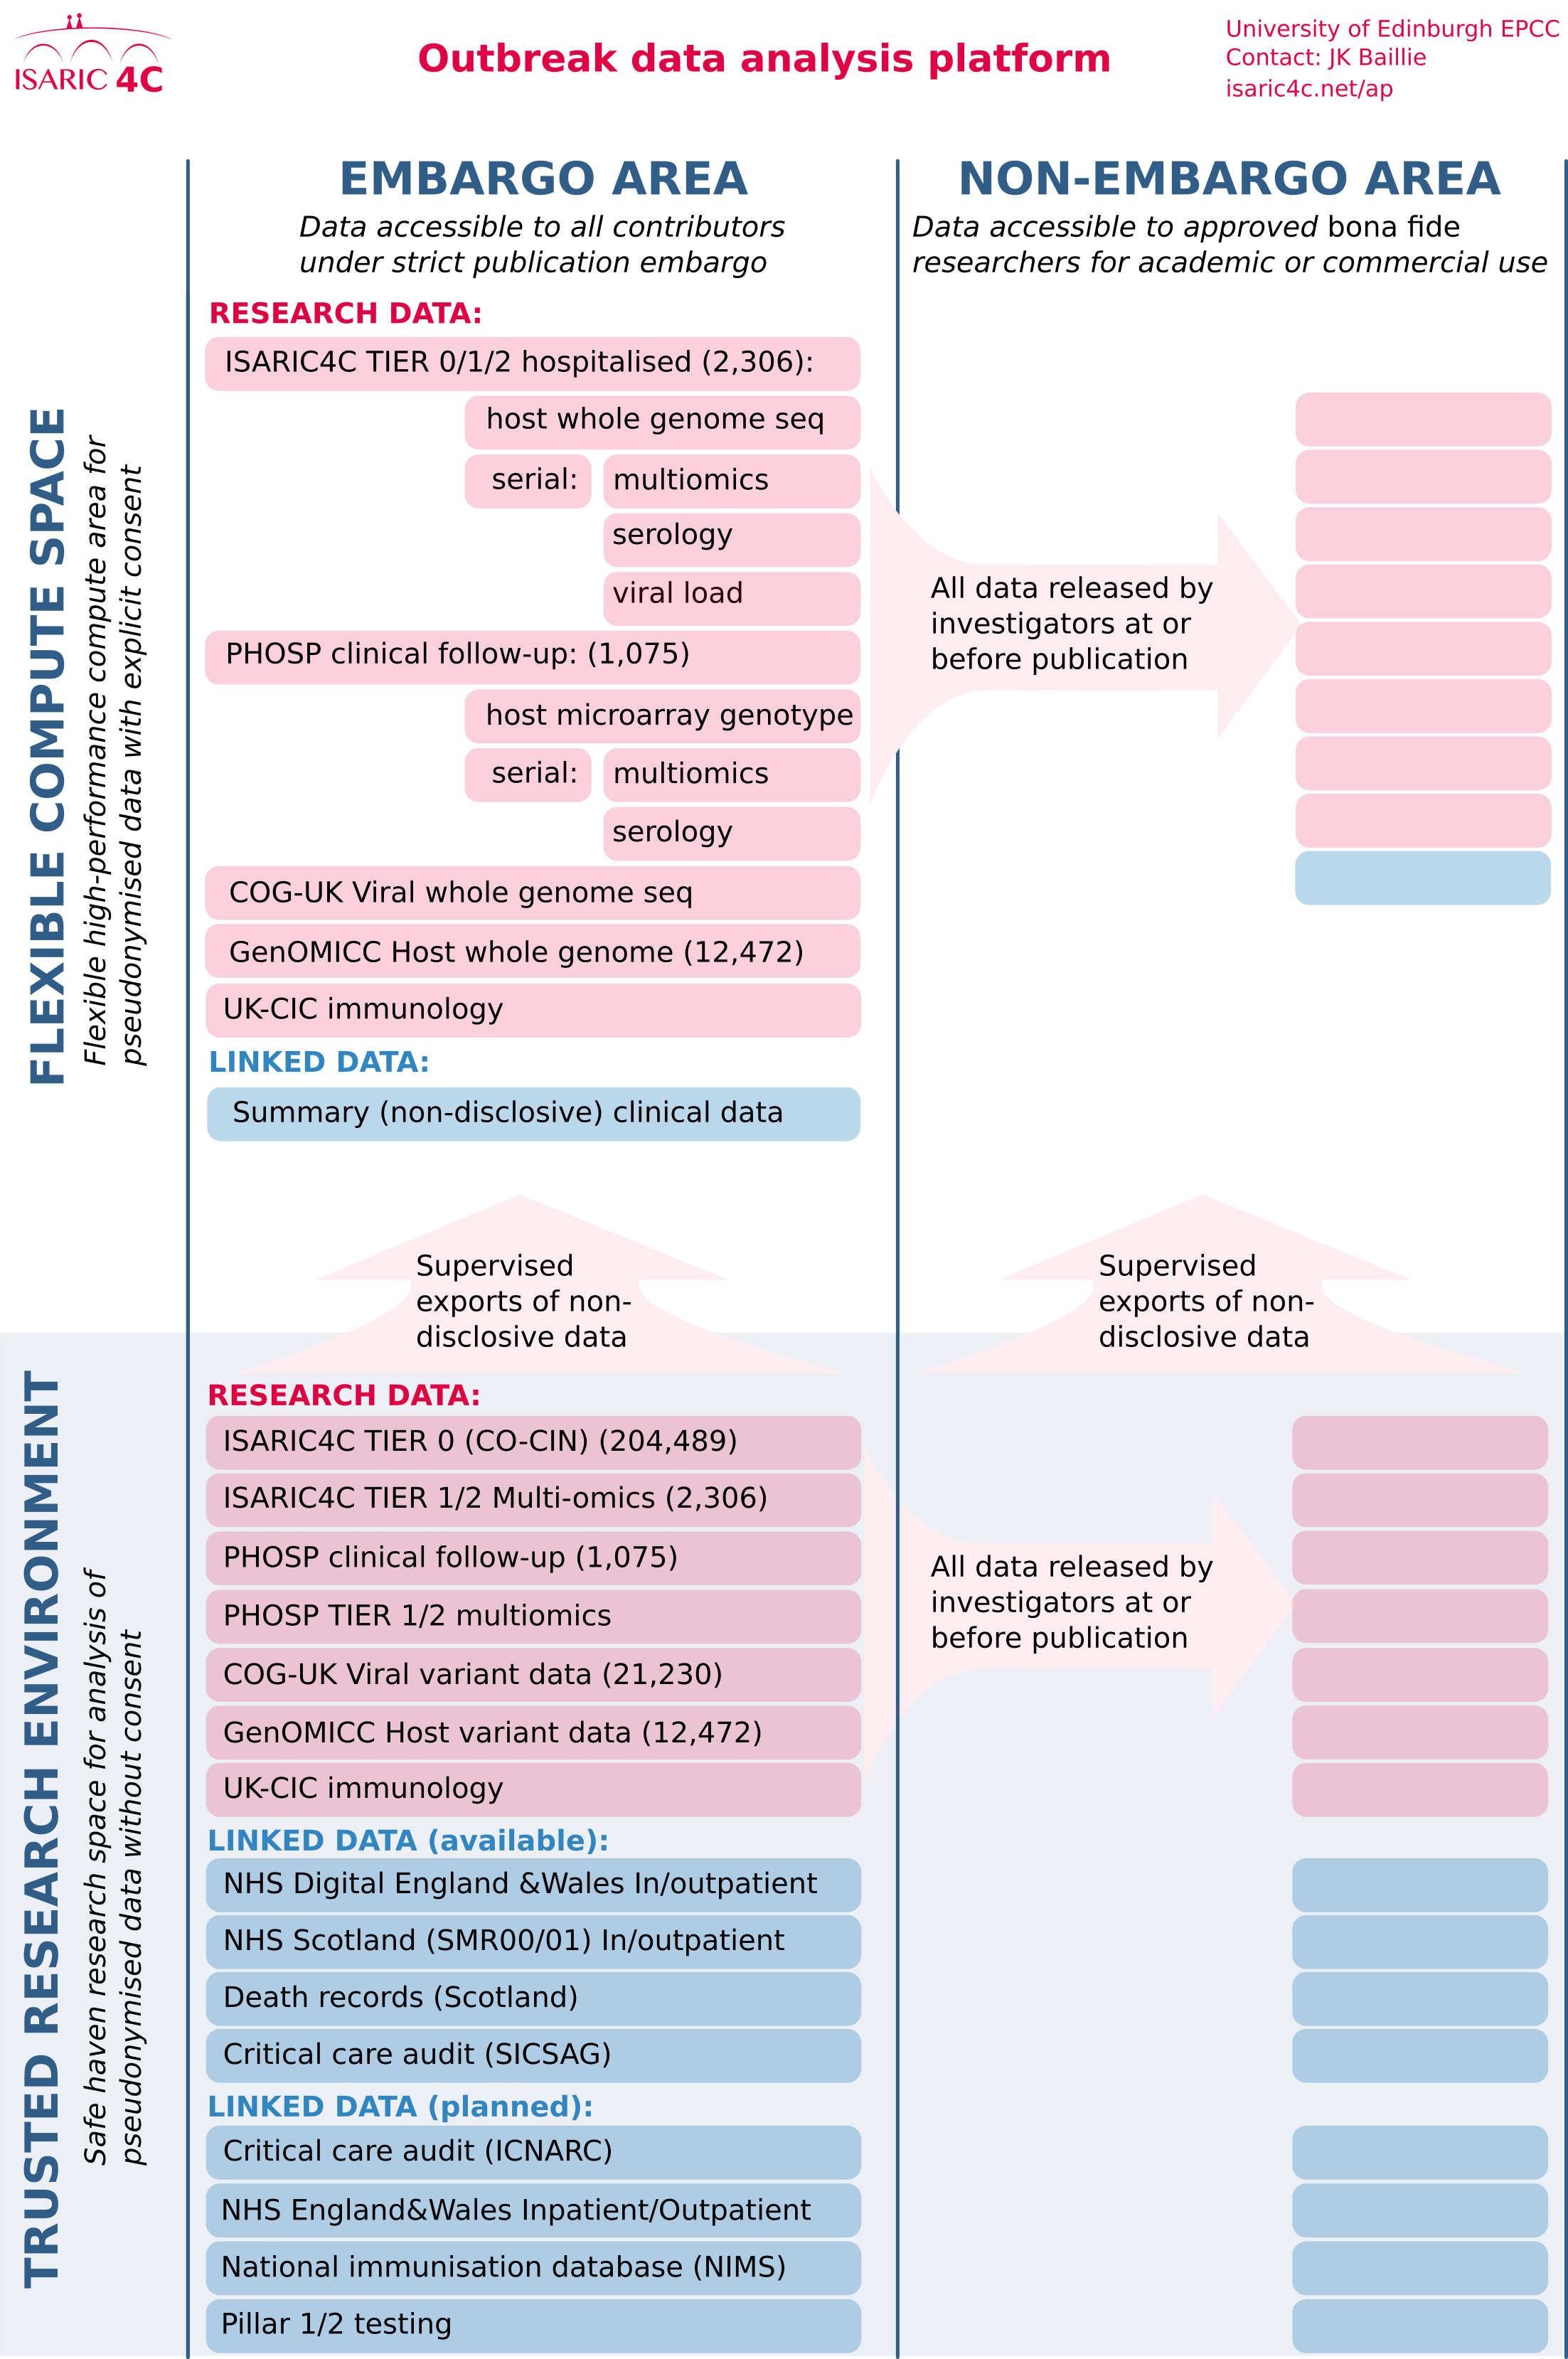 ISARIC 4C
Outbreak data analysis platform
University of Edinburgh EPCC
Contact: JK Baillie
isaric4c.net/ap
EMBARGO AREA
Data accessible to all contributors
under strict publication embargo
NON-EMBARGO AREA
Data accessible to approved bona fide
researchers for academic or commercial use
FLEXIBLE COMPUTE SPACE
Flexible high-performance compute area for
pseudonymised data with explicit consent
RESEARCH DATA:
ISARIC4C TIER 0/1/2 hospitalised (2,306):
host whole genome seq
serial: multiomics
serology
viral load
PHOSP clinical follow-up: (1,075)
host microarray genotype
serial: multiomics
serology
COG-UK Viral whole genome seq
GenOMICC Host whole genome (12,472)
UK-CIC immunology
LINKED DATA:
Summary (non-disclosive) clinical data
All data released by
investigators at or
before publication
Supervised
exports of non-
disclosive data
Supervised
exports of non-
disclosive data
TRUSTED RESEARCH ENVIRONMENT
Safe haven research space for analysis of
pseudonymised data without consent
RESEARCH DATA:
ISARIC4C TIER 0 (CO-CIN) (204,489)
ISARIC4C TIER 1/2 Multi-omics (2,306)
PHOSP clinical follow-up (1,075)
PHOSP TIER 1/2 multiomics
COG-UK Viral variant data (21,230)
GenOMICC Host variant data (12,472)
UK-CIC immunology
All data released by
investigators at or
before publication
LINKED DATA (available):
NHS Digital England &Wales In/outpatient
NHS Scotland (SMR00/01) In/outpatient
Death records (Scotland)
Critical care audit (SICSAG)
LINKED DATA (planned):
Critical care audit (ICNARC)
NHS England&Wales Inpatient/Outpatient
National immunisation database (NIMS)
Pillar 1/2 testing